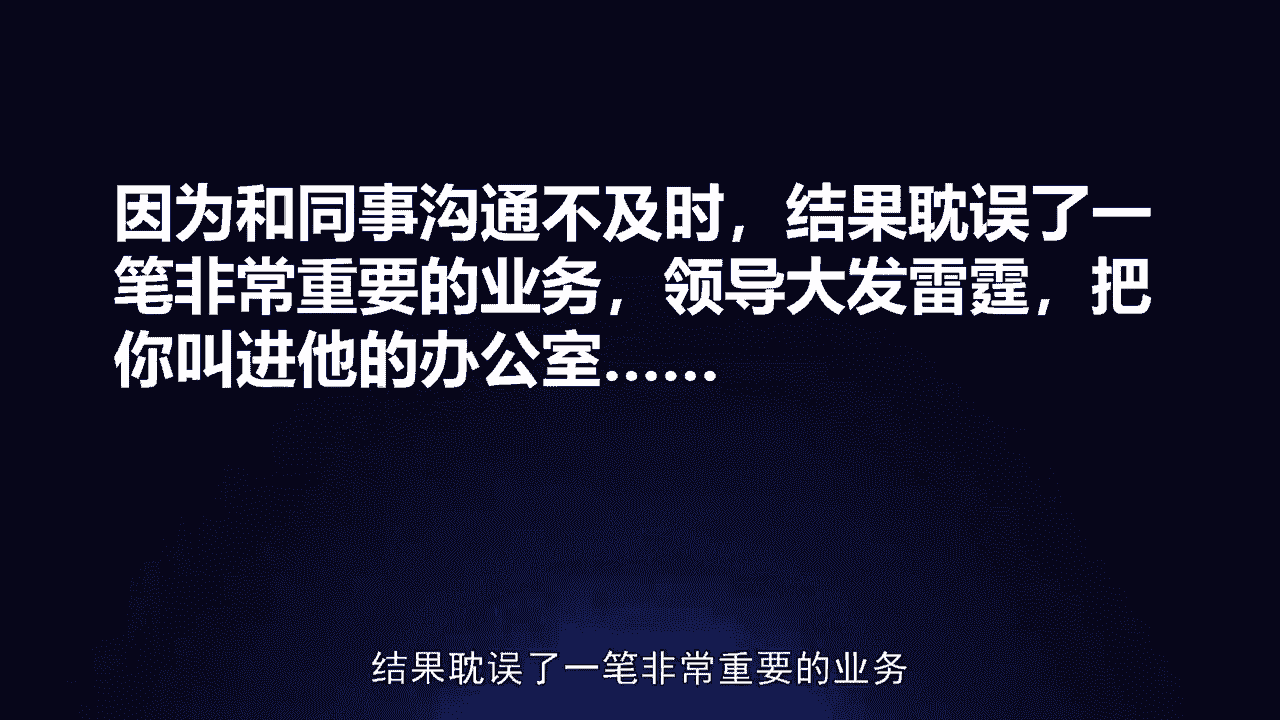 因为和同事沟通不及时，结果耽误了一
笔非常重要的业务，领导大发雷霆，把
你叫进他的办公室……
结果耽误了一笔非常重要的业务